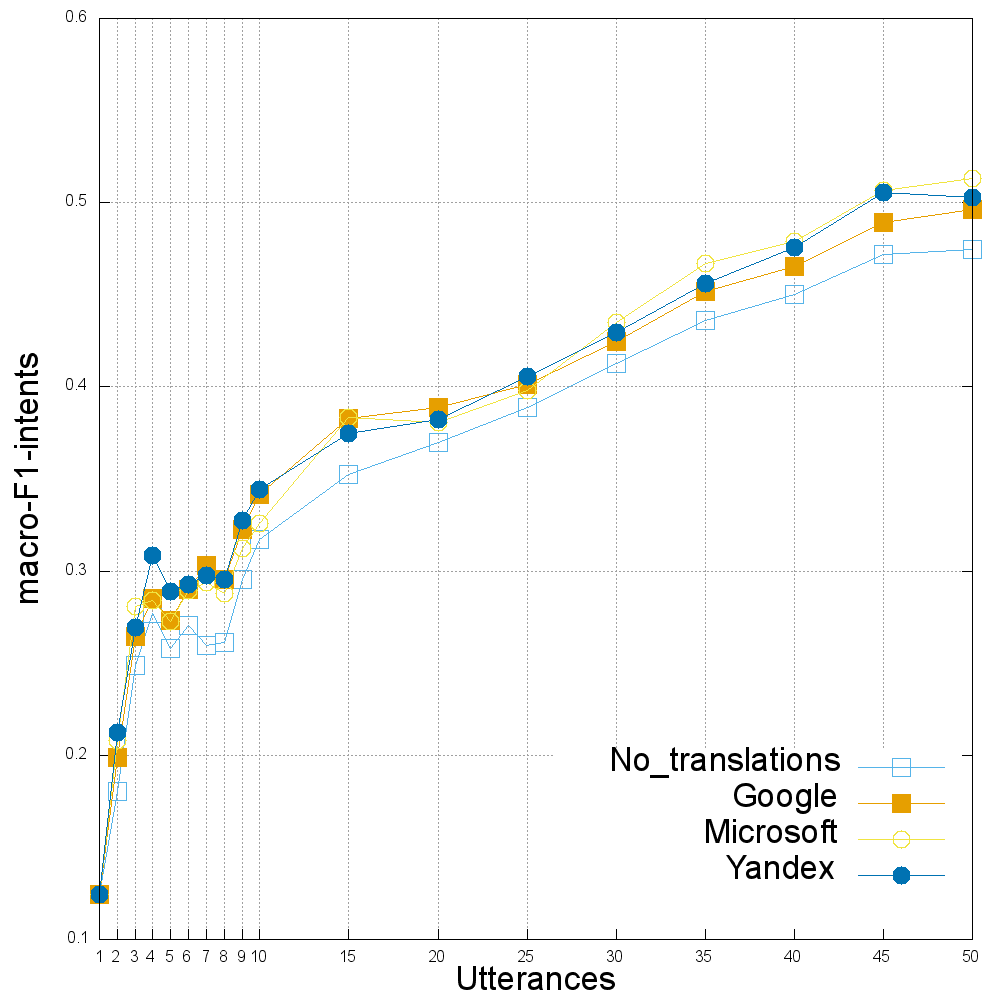 0.6
0.5
0.4
0.3
0.2
0.1
macro-F1-intents
No_translations
Google
Microsoft
Yandex
1 2 3 4 5 6 7 8 9 10 15 20 25 30 35 40 45 50
Utterances